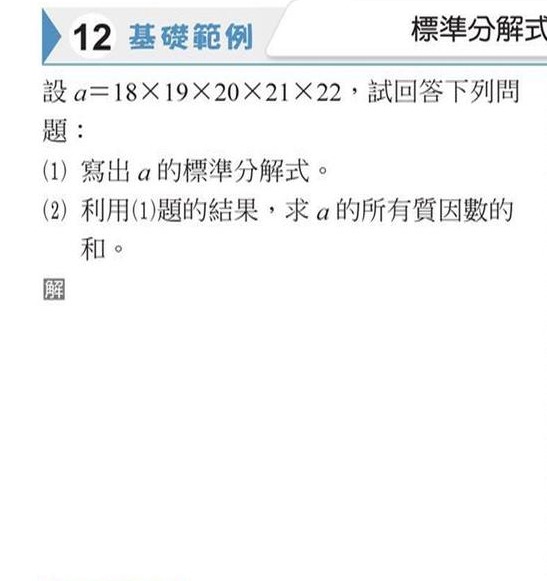 12 基礎範例
標準分解式
設 a=18×19×20×21×22，試回答下列問
題：
⑴ 寫出 a 的標準分解式。
⑵ 利用⑴題的結果，求 a 的所有質因數的
和。
解